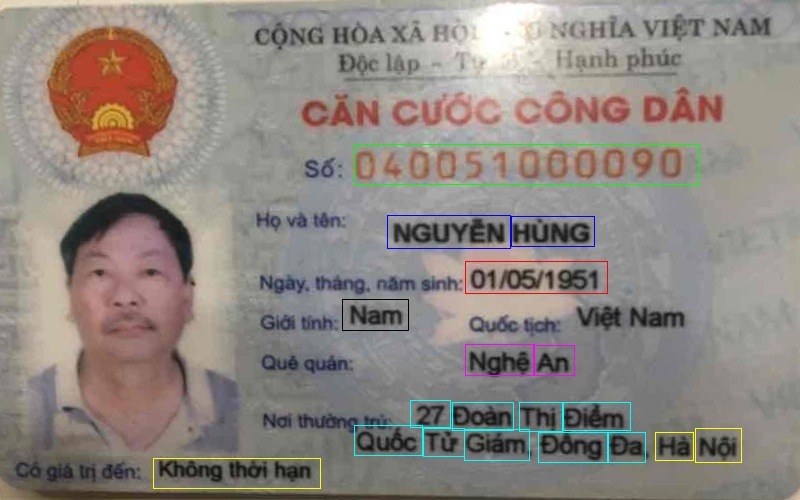 CỘNG HÒA XÃ HỘI NGHĨA VIỆT NAM
Độc lập - Tự - Hạnh phúc
CĂN CƯỚC CÔNG DÂN
Số: 040051000090
Họ và tên: NGUYỄN HÙNG
Ngày, tháng, năm sinh: 01/05/1951
Giới tính: Nam Quốc tịch: Việt Nam
Quê quán: Nghệ An
Nơi thường trú: 27 Đoàn Thị Điểm
Quốc Tử Giám, Đống Đa, Hà Nội
Có giá trị đến: Không thời hạn